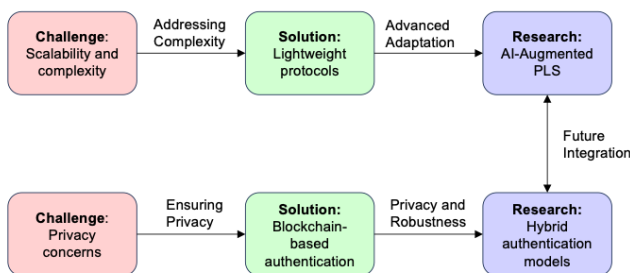 Challenge:
Scalability and
complexity
Addressing
Complexity
Solution:
Lightweight
protocols
Advanced
Adaptation
Research:
AI-Augmented
PLS
Future
Integration
Challenge:
Privacy
concerns
Ensuring
Privacy
Solution:
Blockchain-
based
authentication
Privacy and
Robustness
Research:
Hybrid
authentication
models